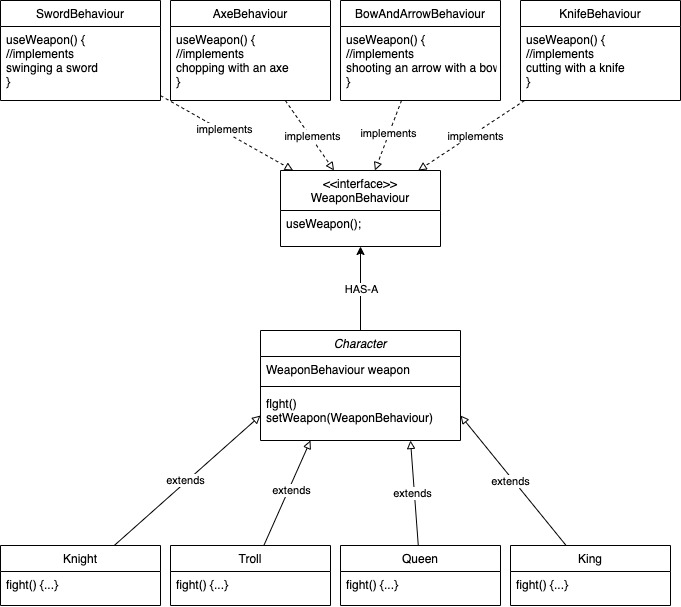 SwordBehaviour
AxeBehaviour
BowAndArrowBehaviour
KnifeBehaviour
useWeapon() {
//implements
swinging a sword
}
useWeapon() {
//implements
chopping with an axe
}
useWeapon() {
//implements
shooting an arrow with a bow
}
useWeapon() {
//implements
cutting with a knife
}
implements
implements
implements
implements
<<interface>>
WeaponBehaviour
useWeapon();
HAS-A
Character
WeaponBehaviour weapon
fIght()
setWeapon(WeaponBehaviour)
extends
extends
extends
extends
Knight
Troll
Queen
King
fight() {...}
fight() {...}
fight() {...}
fight() {...}